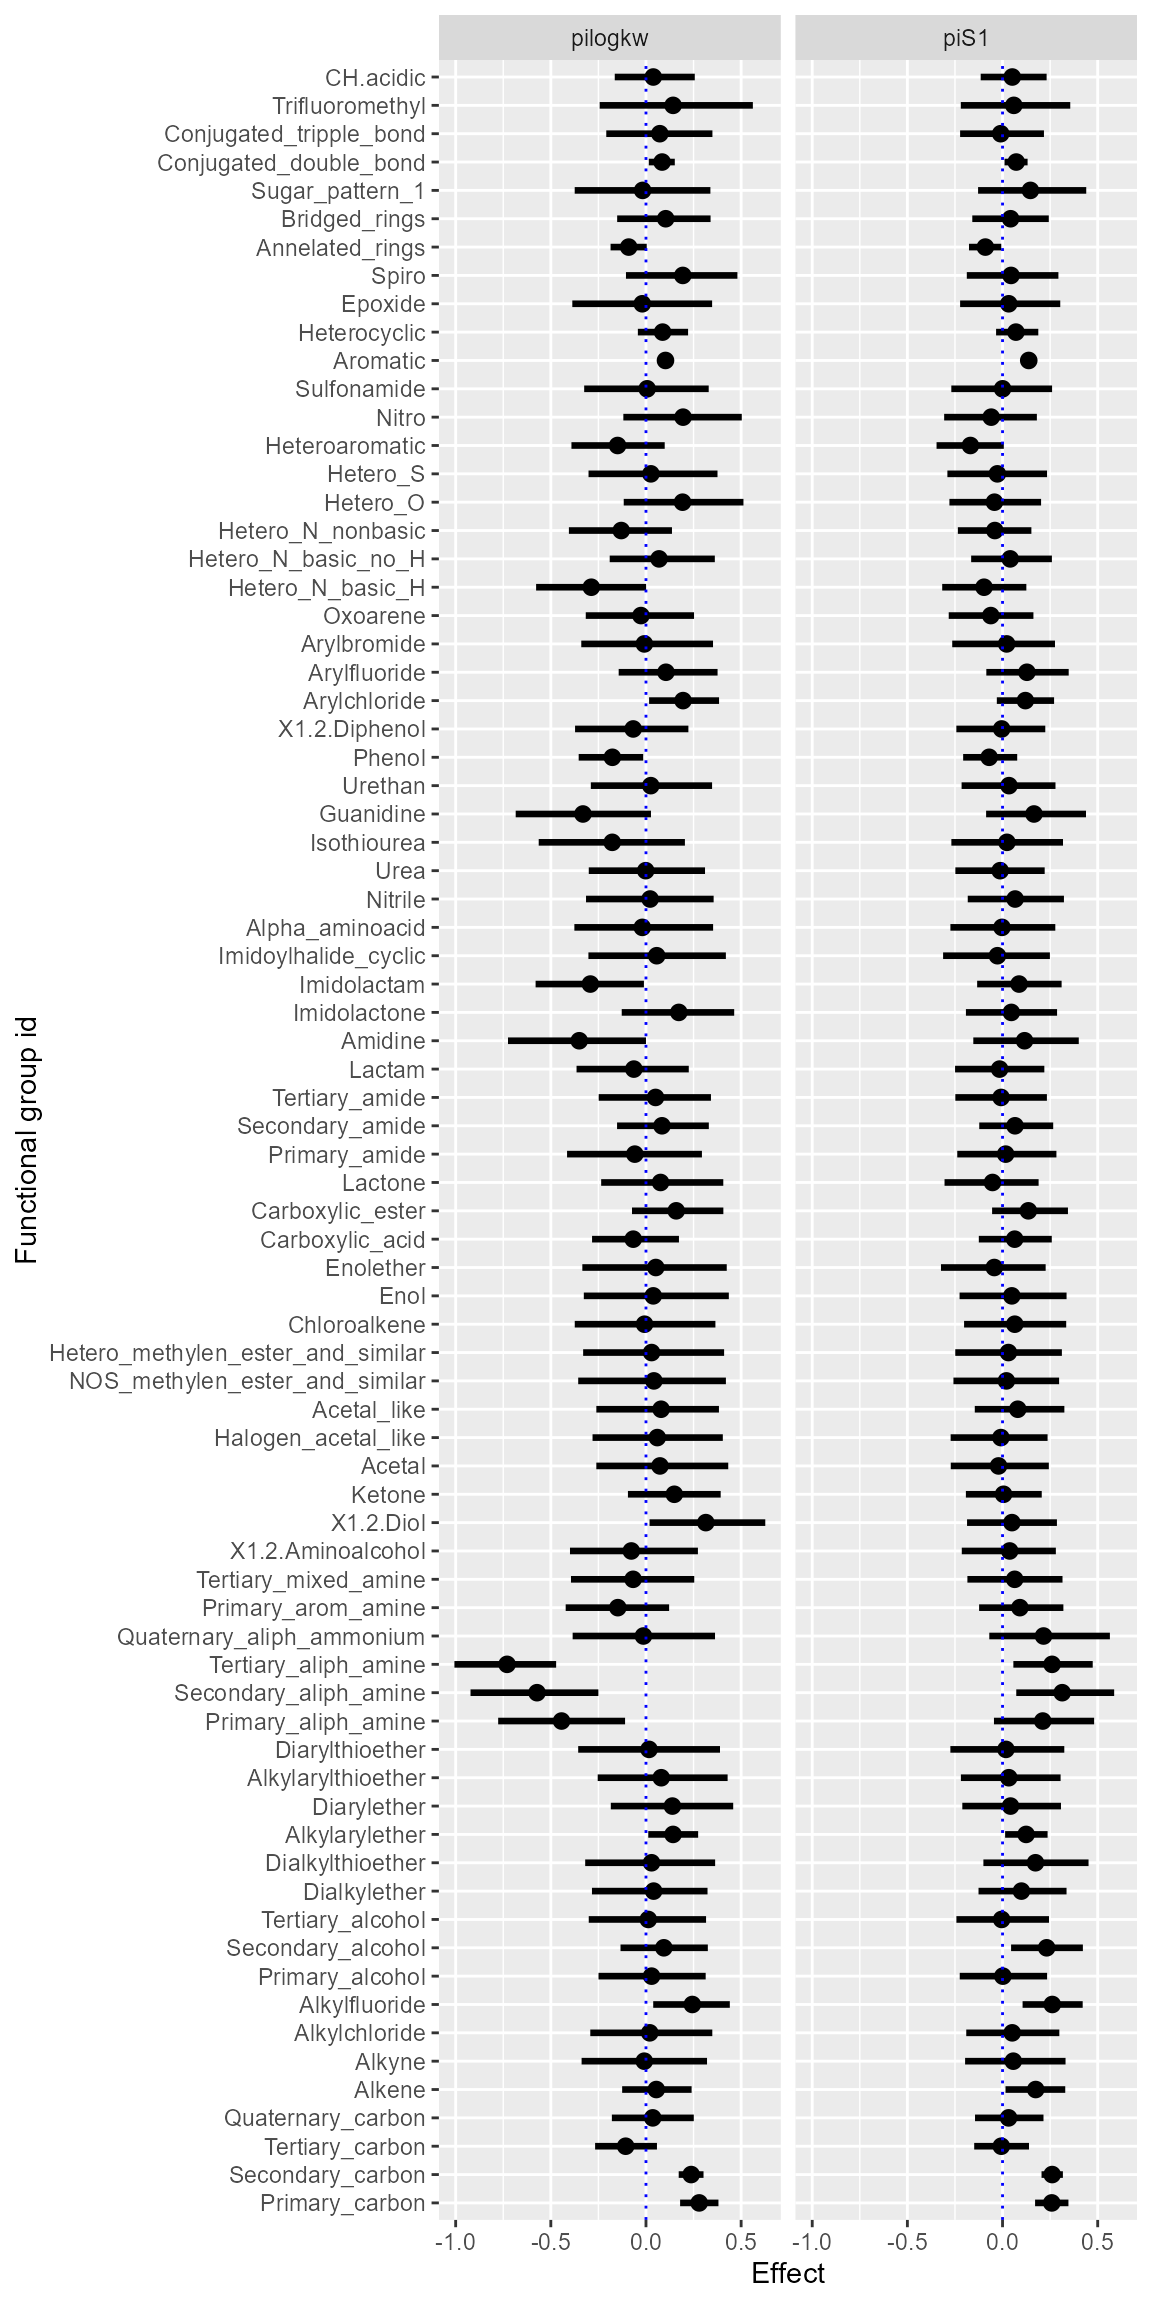 pilogkw piS1
CH.acidic
Trifluoromethyl
Conjugated_tripple_bond
Conjugated_double_bond
Sugar_pattern_1
Bridged_rings
Annelated_rings
Spiro
Epoxide
Heterocyclic
Aromatic
Sulfonamide
Nitro
Heteroaromatic
Hetero_S
Hetero_O
Hetero_N_nonbasic
Hetero_N_basic_no_H
Hetero_N_basic_H
Oxoarene
Arylbromide
Arylfluoride
Arylchloride
X1.2.Diphenol
Phenol
Urethan
Guanidine
Isothiourea
Urea
Nitrile
Alpha_aminoacid
Imidoylhalide_cyclic
Imidolactam
Imidolactone
Amidine
Lactam
Tertiary_amide
Secondary_amide
Primary_amide
Lactone
Carboxylic_ester
Carboxylic_acid
Enolether
Enol
Chloroalkene
Hetero_methylen_ester_and_similar
NOS_methylen_ester_and_similar
Acetal_like
Halogen_acetal_like
Acetal
Ketone
X1.2.Diol
X1.2.Aminoalcohol
Tertiary_mixed_amine
Primary_arom_amine
Quaternary_aliph_ammonium
Tertiary_aliph_amine
Secondary_aliph_amine
Primary_aliph_amine
Diarylthioether
Alkylarylthioether
Diarylether
Alkylarylether
Dialkylthioether
Dialkylether
Tertiary_alcohol
Secondary_alcohol
Primary_alcohol
Alkylfluoride
Alkylchloride
Alkyne
Alkene
Quaternary_carbon
Tertiary_carbon
Secondary_carbon
Primary_carbon
Functional group id
-1.0 -0.5 0.0 0.5 -1.0 -0.5 0.0 0.5
Effect